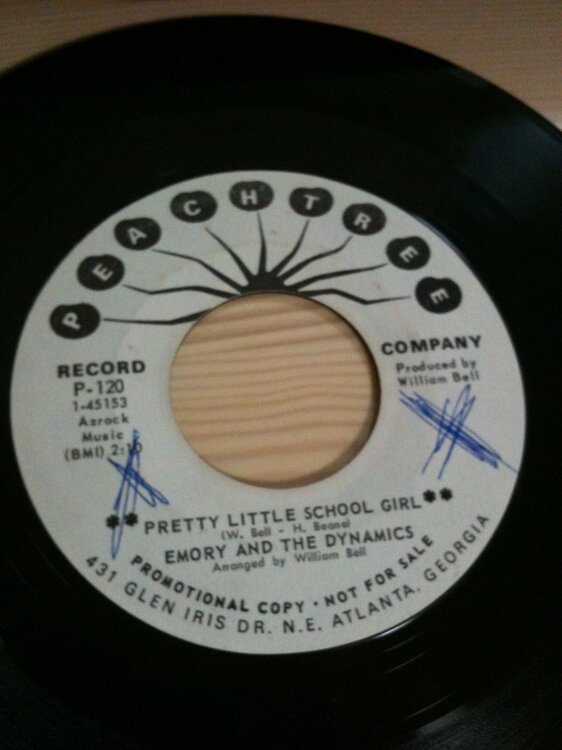 PEACHTREE
RECORD
COMPANY
P-120
1-45153
Azrock
Music
(BMI) 2:10
Produced by
William Bell
** PRETTY LITTLE SCHOOL GIRL **
(W. Bell - H. Beane)
EMORY AND THE DYNAMICS
Arranged by William Bell
PROMOTIONAL COPY · NOT FOR SALE
431 GLEN IRIS DR. N.E. ATLANTA, GEORGIA